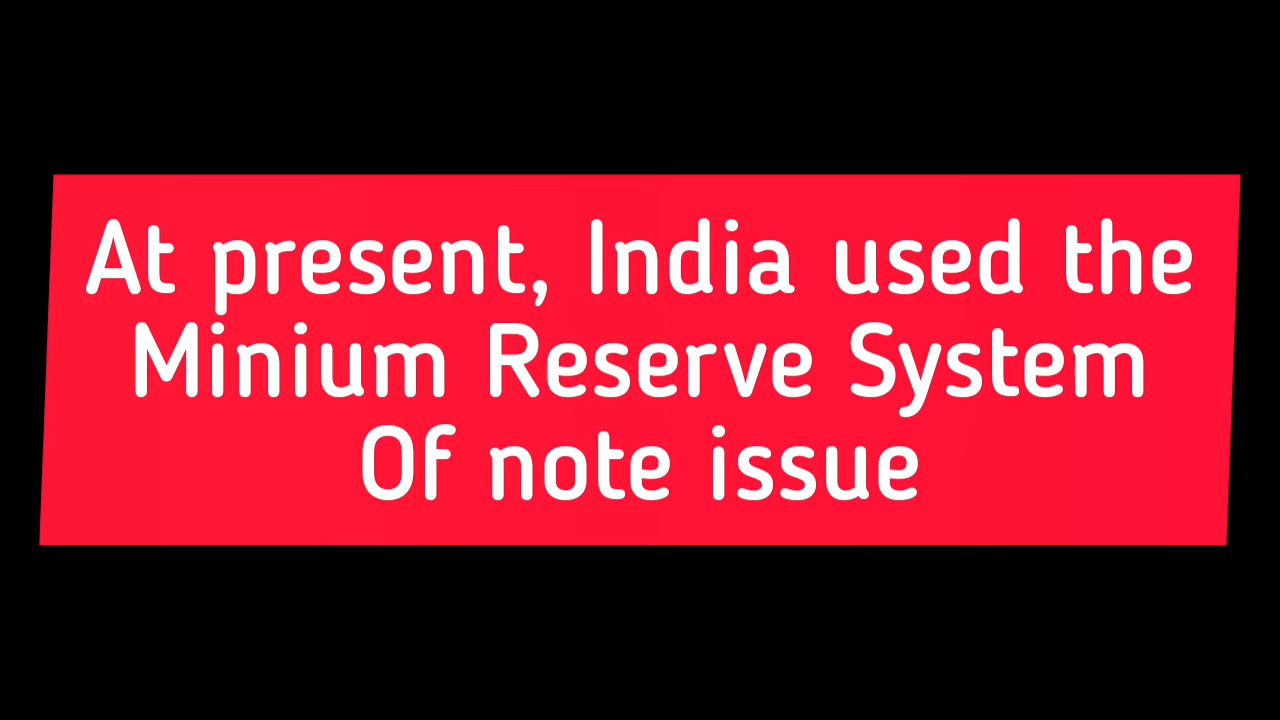 At present, India used the
Minium Reserve System
Of note issue